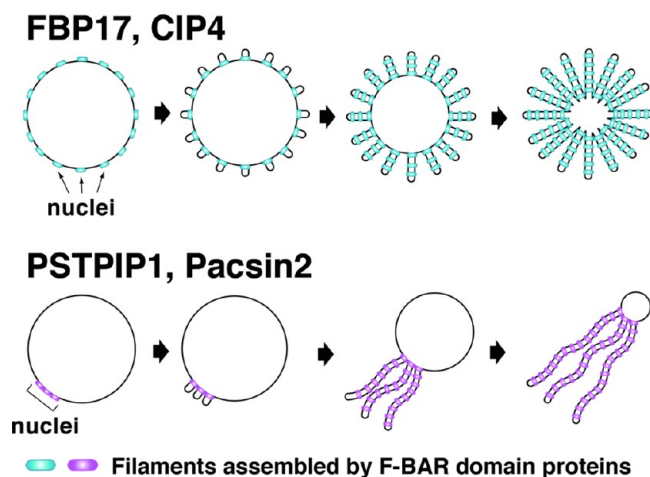 FBP17, CIP4
nuclei
PSTPIP1, Pacsin2
nuclei
Filaments assembled by F-BAR domain proteins